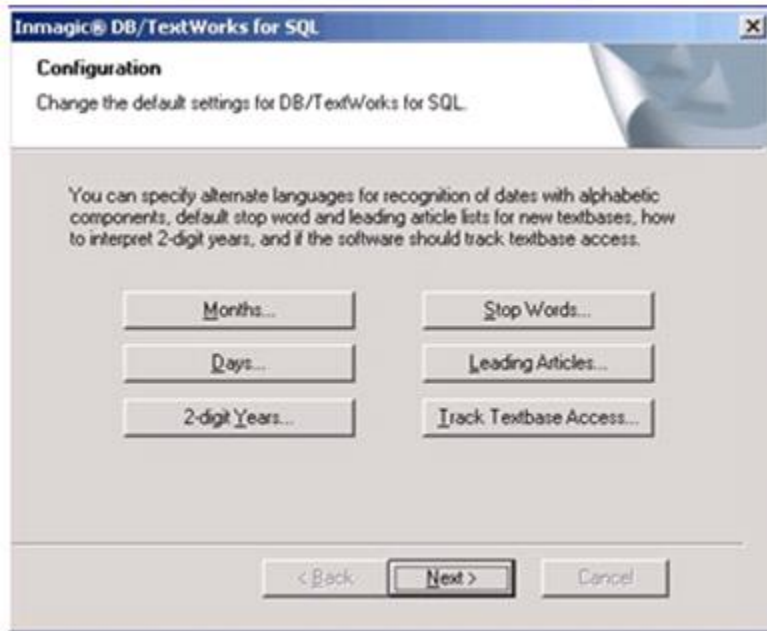 Inmagic® DB/TextWorks for SQL
Configuration
Change the default settings for DB/TextWorks for SQL.
You can specify alternate languages for recognition of dates with alphabetic
components, default stop word and leading article lists for new textbases, how
to interpret 2-digit years, and if the software should track textbase access.
Months...
Stop Words...
Days...
Leading Articles...
2-digit Years...
Track Textbase Access...
< Back
Next >
Cancel